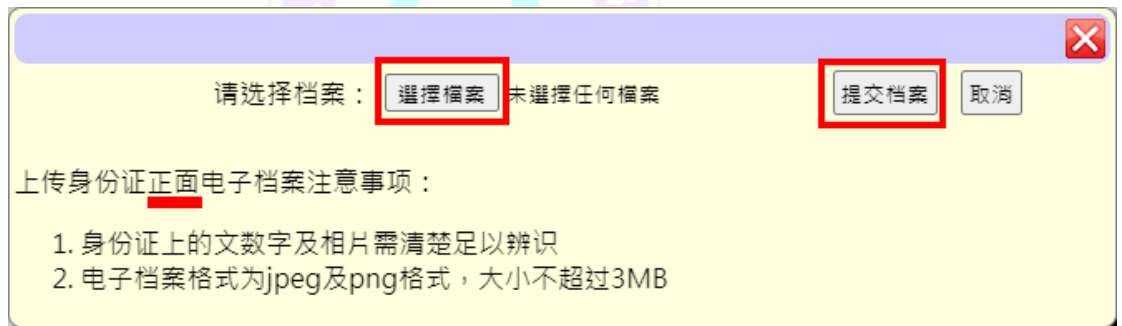 请选择档案： 選擇檔案 未選擇任何檔案 提交档案 取消
上传身份证正面电子档案注意事项：
1. 身份证上的文数字及相片需清楚足以辨识
2. 电子档案格式为jpeg及png格式，大小不超过3MB